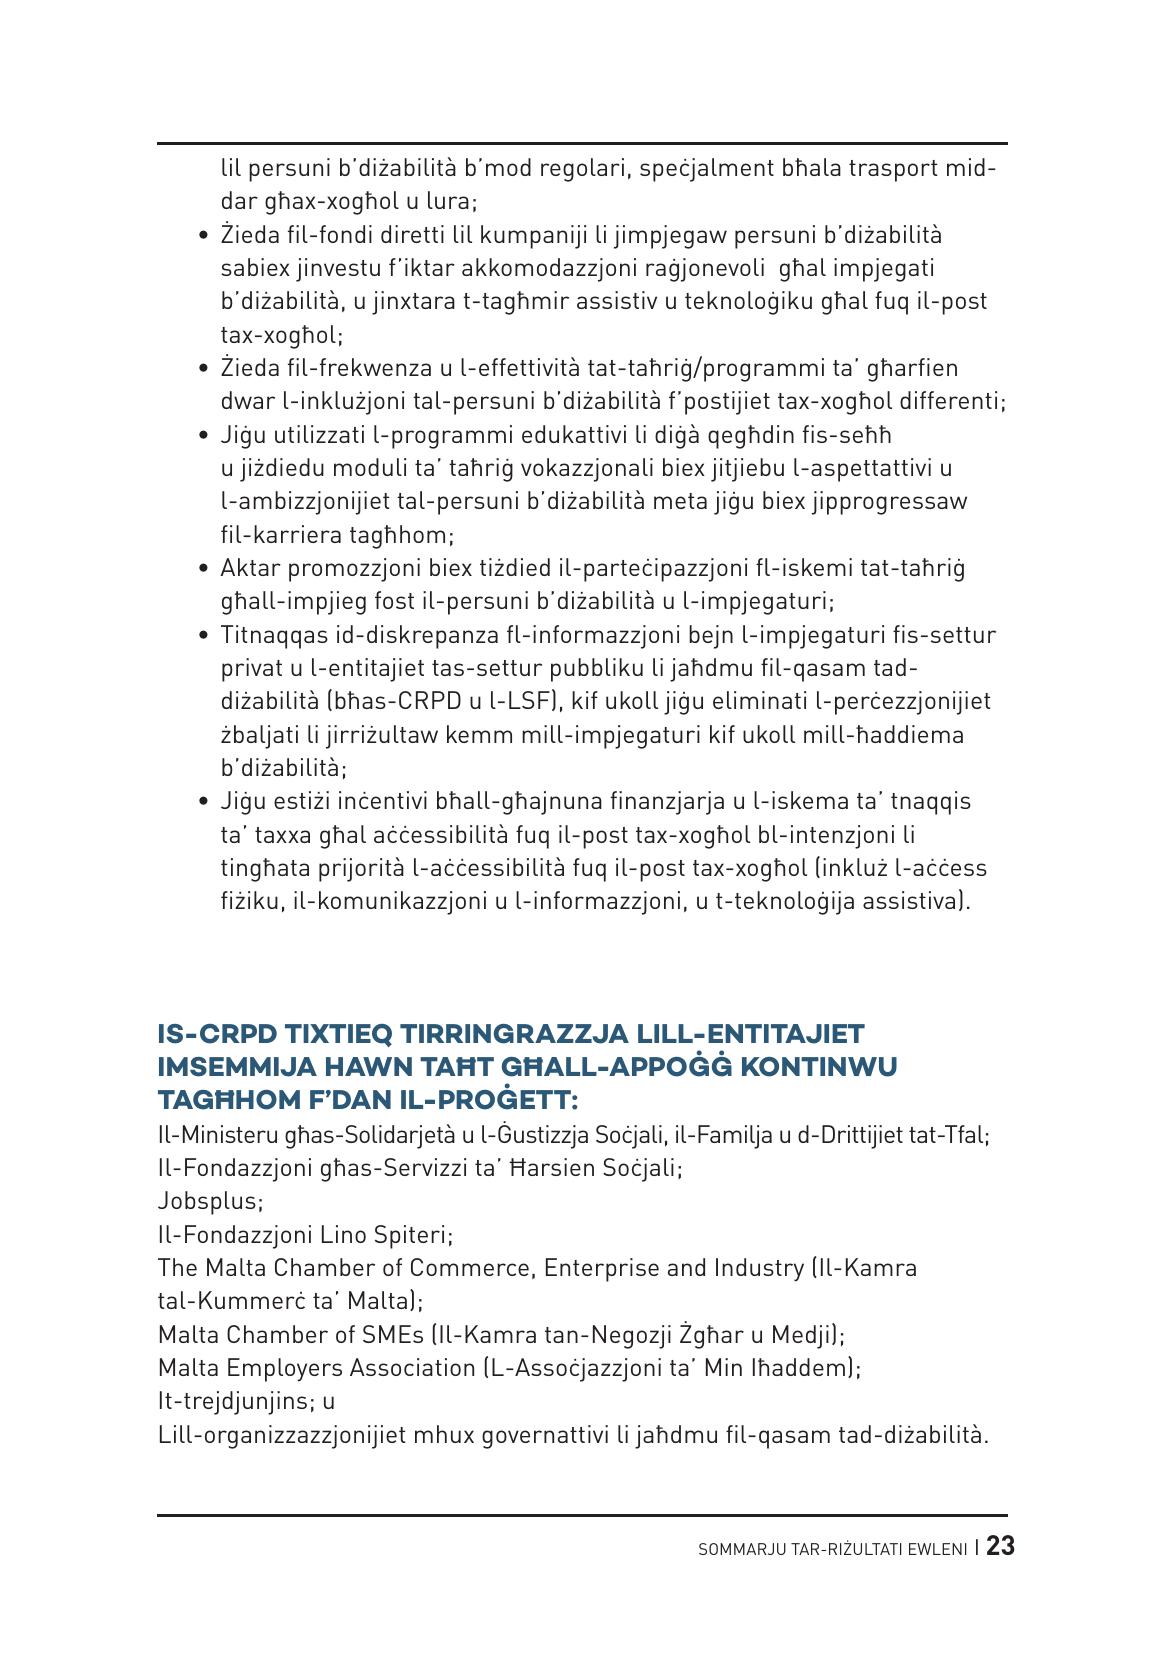 lil persuni b’diżabilità b’mod regolari, speċjalment bħala trasport mid-
dar għax-xogħol u lura;
• Żieda fil-fondi diretti lil kumpaniji li jimpjegaw persuni b’diżabilità
sabiex jinvestu f’iktar akkomodazzjoni raġjonevoli  għal impjegati
b’diżabilità, u jinxtara t-tagħmir assistiv u teknoloġiku għal fuq il-post
tax-xogħol;
• Żieda fil-frekwenza u l-effettività tat-taħriġ/programmi ta’ għarfien
dwar l-inklużjoni tal-persuni b’diżabilità f’postijiet tax-xogħol differenti;
• Jiġu utilizzati l-programmi edukattivi li diġà qegħdin fis-seħħ
u jiżdiedu moduli ta’ taħriġ vokazzjonali biex jitjiebu l-aspettattivi u
l-ambizzjonijiet tal-persuni b’diżabilità meta jiġu biex jipprogressaw
fil-karriera tagħhom;
• Aktar promozzjoni biex tiżdied il-parteċipazzjoni fl-iskemi tat-taħriġ
għall-impjieg fost il-persuni b’diżabilità u l-impjegaturi;
• Titnaqqas id-diskrepanza fl-informazzjoni bejn l-impjegaturi fis-settur
privat u l-entitajiet tas-settur pubbliku li jaħdmu fil-qasam tad-
diżabilità (bħas-CRPD u l-LSF), kif ukoll jiġu eliminati l-perċezzjonijiet
żbaljati li jirriżultaw kemm mill-impjegaturi kif ukoll mill-ħaddiema
b’diżabilità;
• Jiġu estiżi inċentivi bħall-għajnuna finanzjarja u l-iskema ta’ tnaqqis
ta’ taxxa għal aċċessibilità fuq il-post tax-xogħol bl-intenzjoni li
tingħata prijorità l-aċċessibilità fuq il-post tax-xogħol (inkluż l-aċċess
fiżiku, il-komunikazzjoni u l-informazzjoni, u t-teknoloġija assistiva).
IS-CRPD TIXTIEQ TIRRINGRAZZJA LILL-ENTITAJIET
IMSEMMIJA HAWN TAĦT GĦALL-APPOĠĠ KONTINWU
TAGĦHOM F’DAN IL-PROĠETT:
Il-Ministeru għas-Solidarjetà u l-Ġustizzja Soċjali, il-Familja u d-Drittijiet tat-Tfal;
Il-Fondazzjoni għas-Servizzi ta’ Ħarsien Soċjali;
Jobsplus;
Il-Fondazzjoni Lino Spiteri;
The Malta Chamber of Commerce, Enterprise and Industry (Il-Kamra
tal-Kummerċ ta’ Malta);
Malta Chamber of SMEs (Il-Kamra tan-Negozji Żgħar u Medji);
Malta Employers Association (L-Assoċjazzjoni ta’ Min Iħaddem);
It-trejdjunjins; u
Lill-organizzazzjonijiet mhux governattivi li jaħdmu fil-qasam tad-diżabilità.
SOMMARJU TAR-RIŻULTATI EWLENI | 23